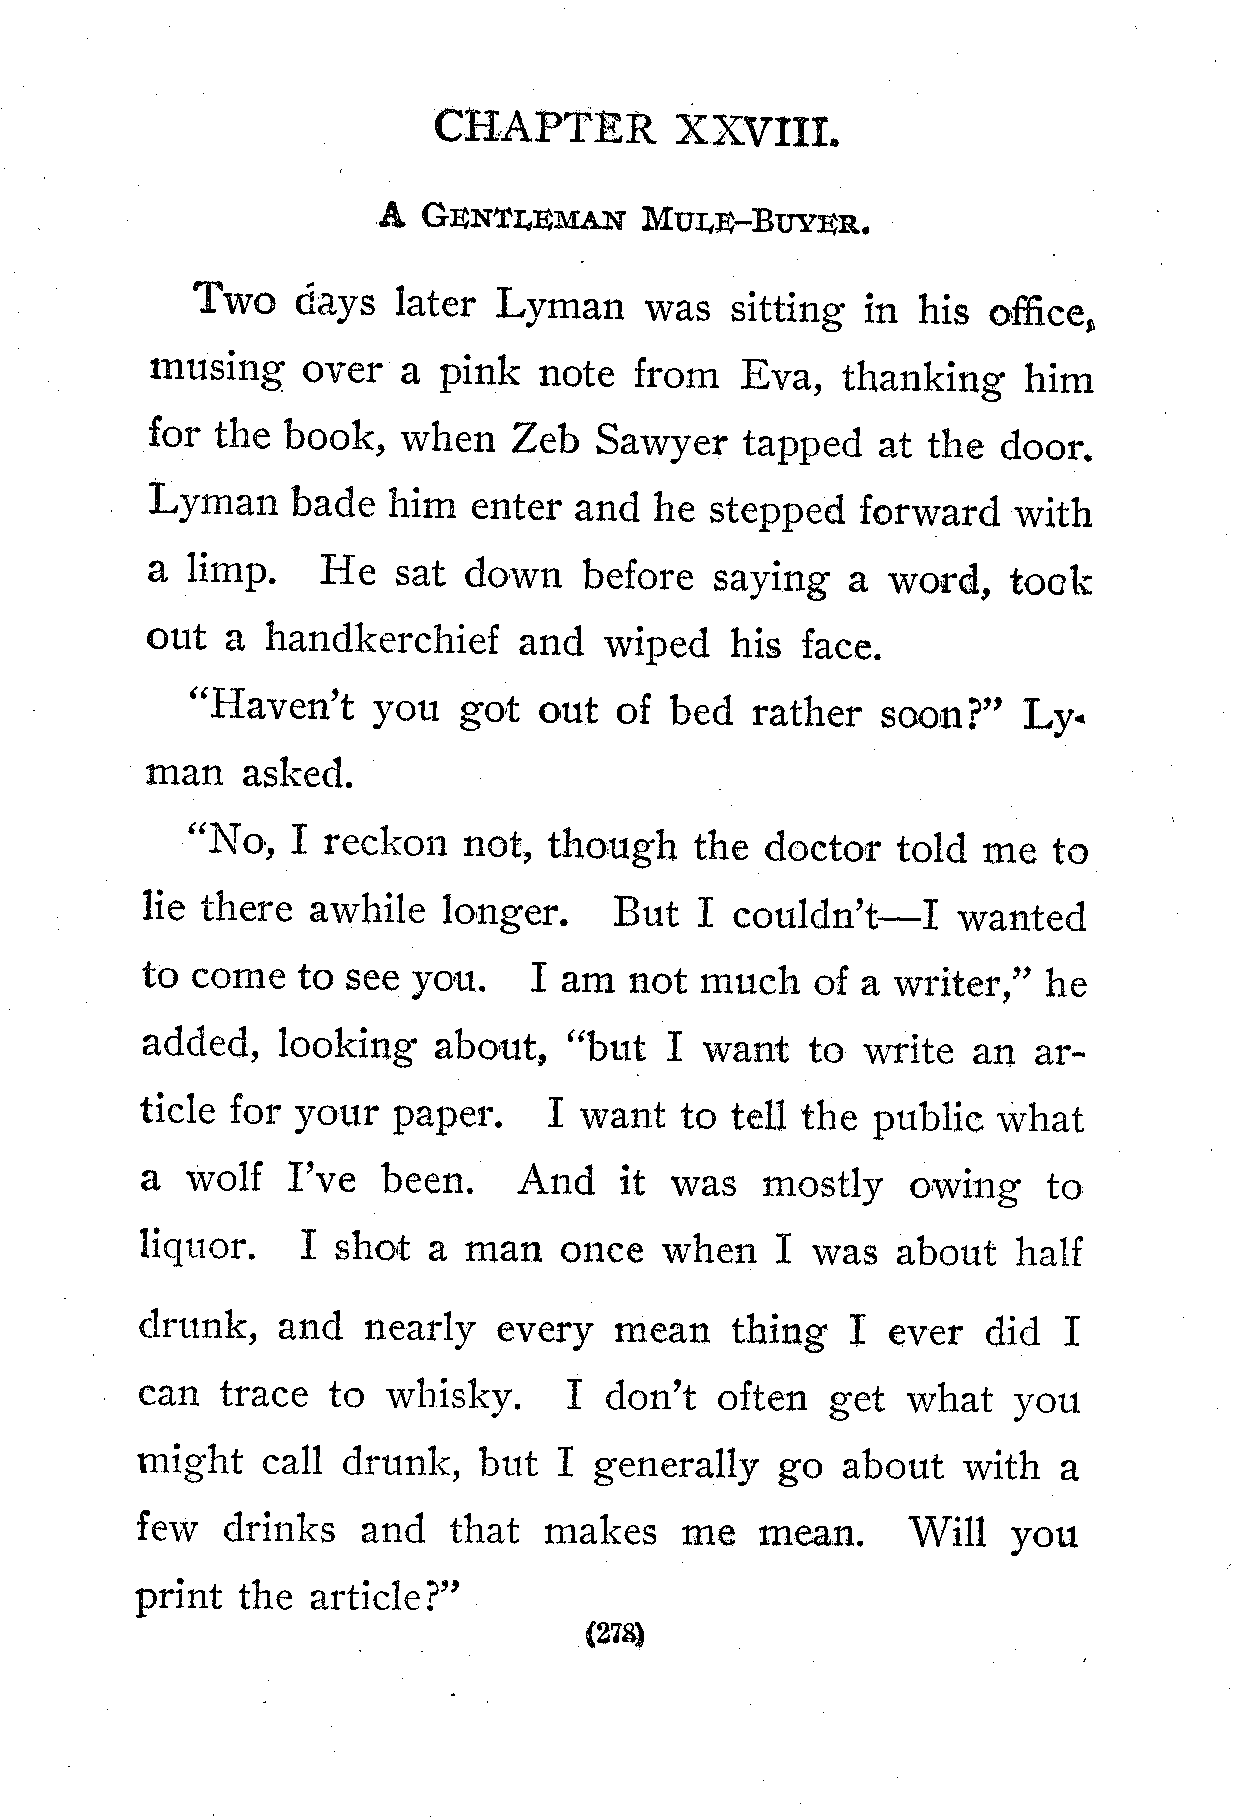 CHAPTER XXVIII.
A GENTLEMAN MULE-BUYER.
Two days later Lyman was sitting in his office,
musing over a pink note from Eva, thanking him
for the book, when Zeb Sawyer tapped at the door.
Lyman bade him enter and he stepped forward with
a limp. He sat down before saying a word, took
out a handkerchief and wiped his face.
"Haven't you got out of bed rather soon?" Ly-
man asked.
"No, I reckon not, though the doctor told me to
lie there awhile longer. But I couldn't—I wanted
to come to see you. I am not much of a writer," he
added, looking about, "but I want to write an ar-
ticle for your paper. I want to tell the public what
a wolf I've been. And it was mostly owing to
liquor. I shot a man once when I was about half
drunk, and nearly every mean thing I ever did I
can trace to whisky. I don't often get what you
might call drunk, but I generally go about with a
few drinks and that makes me mean. Will you
print the article?"
(278)